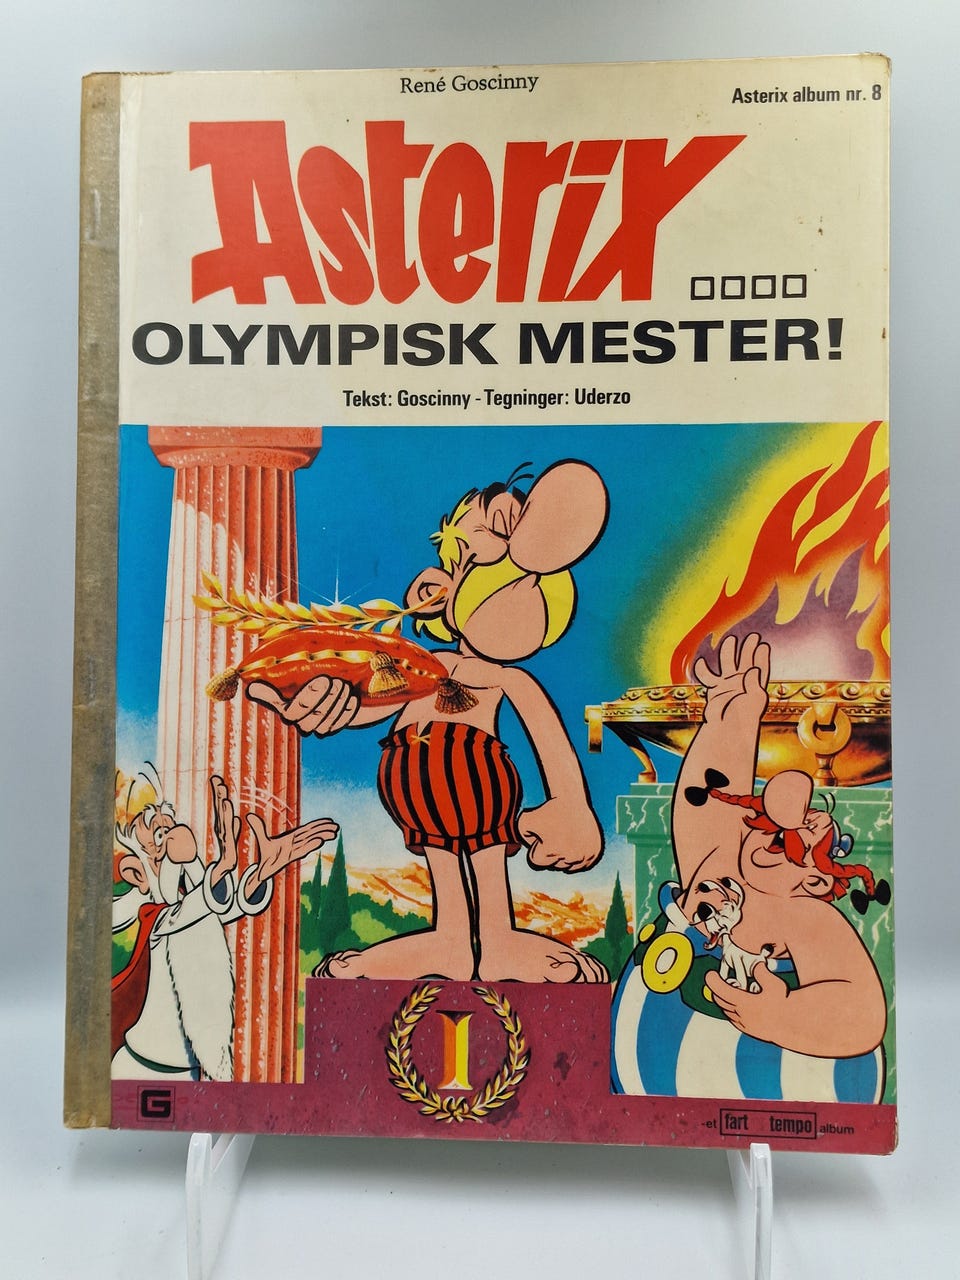 René Goscinny
Asterix album nr. 8
Asterix ....
OLYMPISK MESTER!
Tekst: Goscinny - Tegninger: Uderzo
I
G
-et fart tempo album